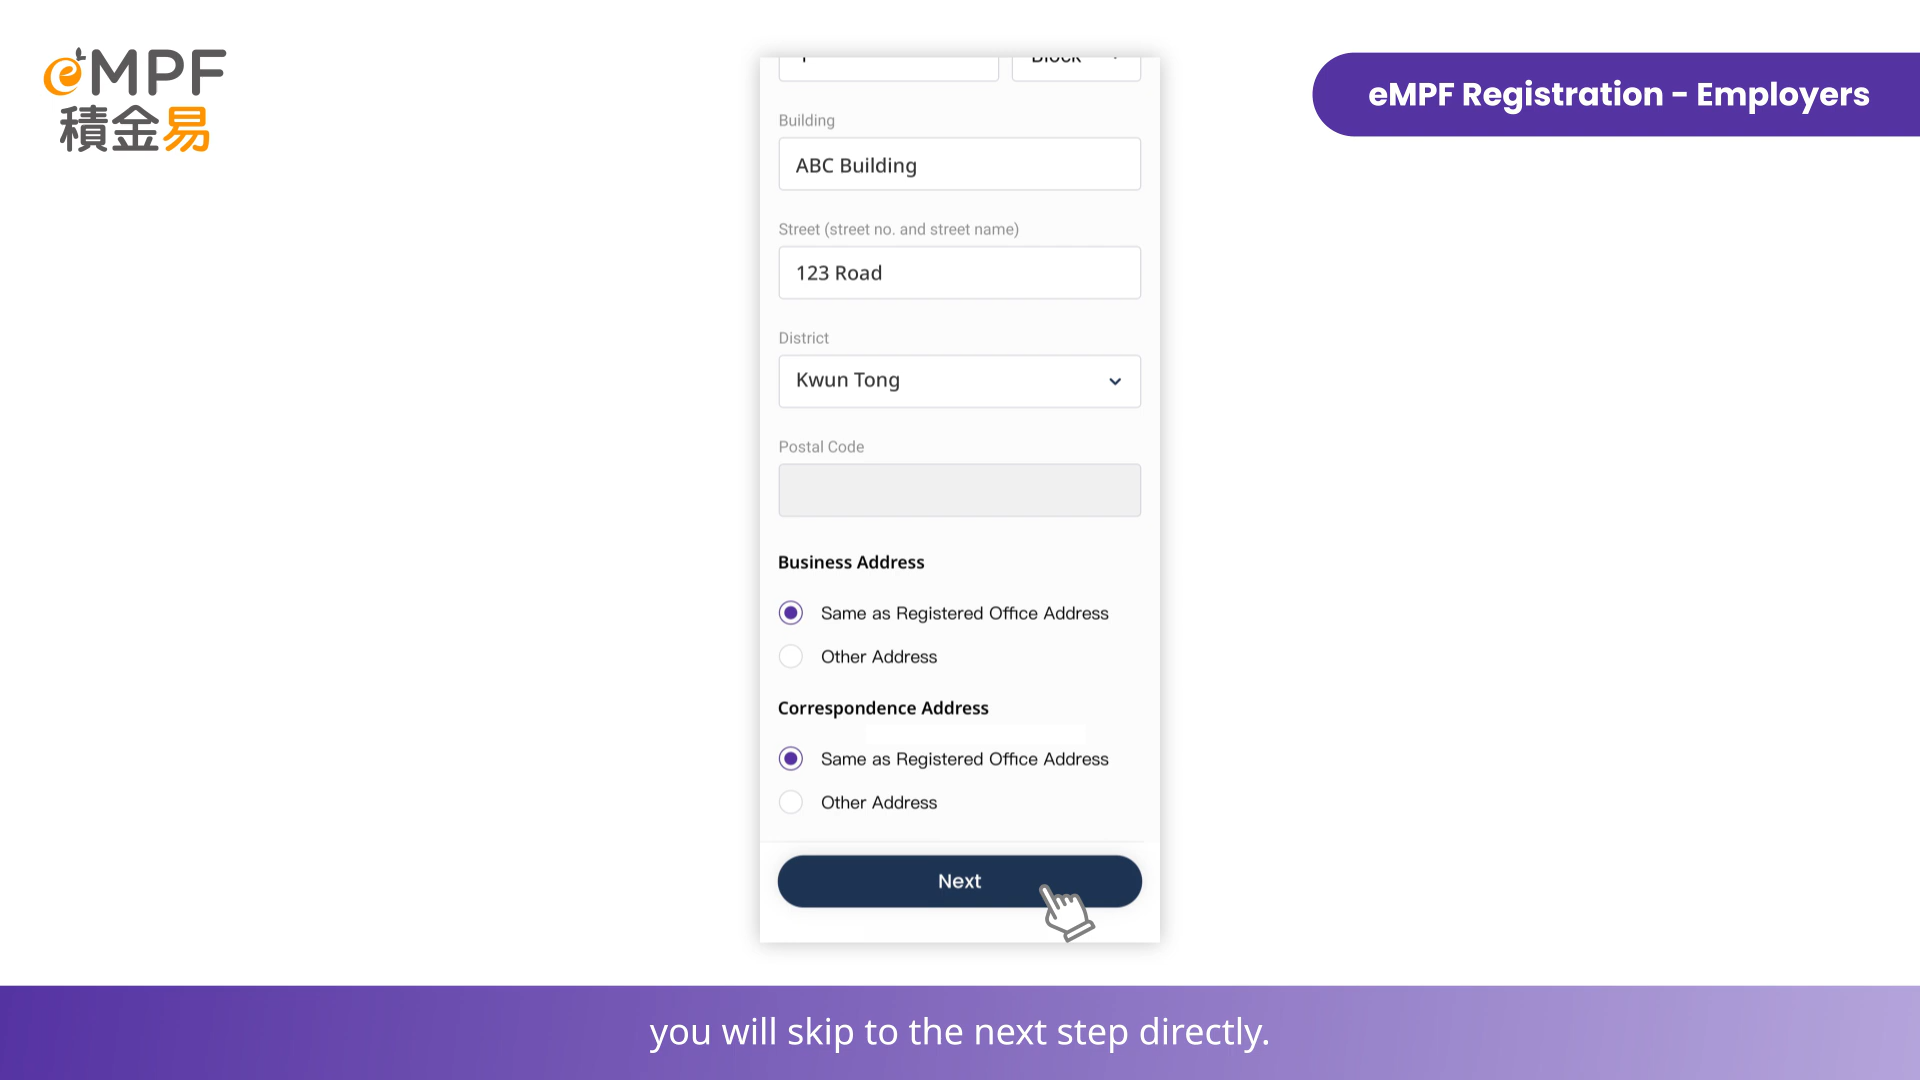 eMPF
積金易
eMPF Registration - Employers
Block
Building
ABC Building
Street (street no. and street name)
123 Road
District
Kwun Tong
Postal Code
Business Address
Same as Registered Office Address
Other Address
Correspondence Address
Same as Registered Office Address
Other Address
Next
you will skip to the next step directly.